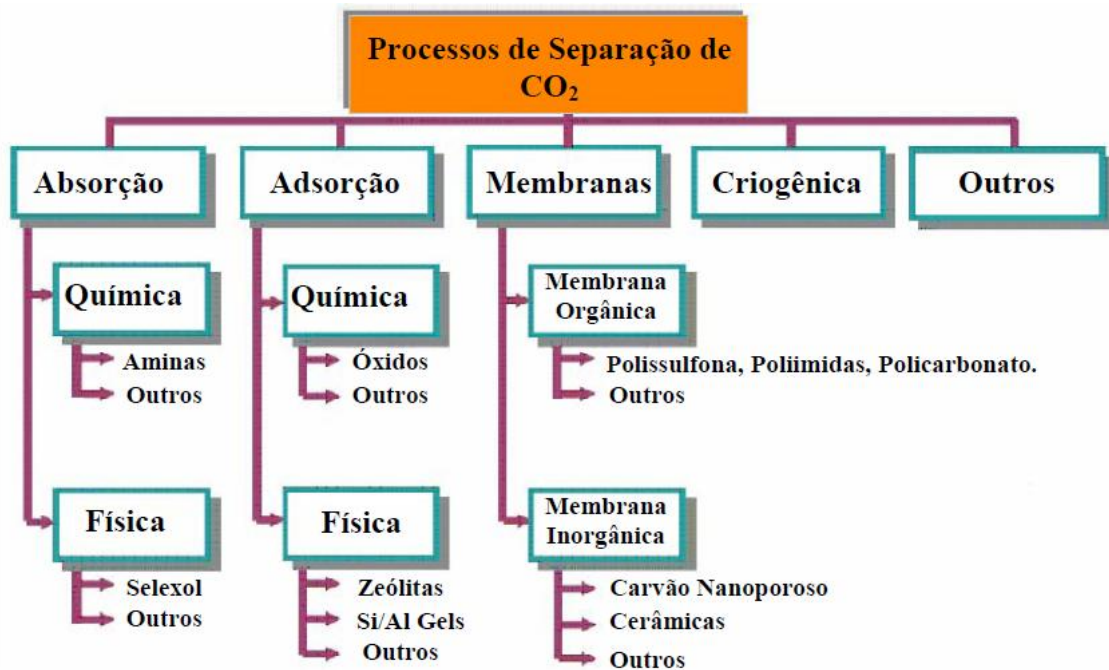 Processos de Separação de
CO₂
Absorção
Adsorção
Membranas
Criogênica
Outros
Química
Aminas
Outros
Física
Selexol
Outros
Química
Óxidos
Outros
Física
Zeólitas
Si/Al Gels
Outros
Membrana
Orgânica
Polissulfona, Poliimidas, Policarbonato.
Outros
Membrana
Inorgânica
Carvão Nanoporoso
Cerâmicas
Outros